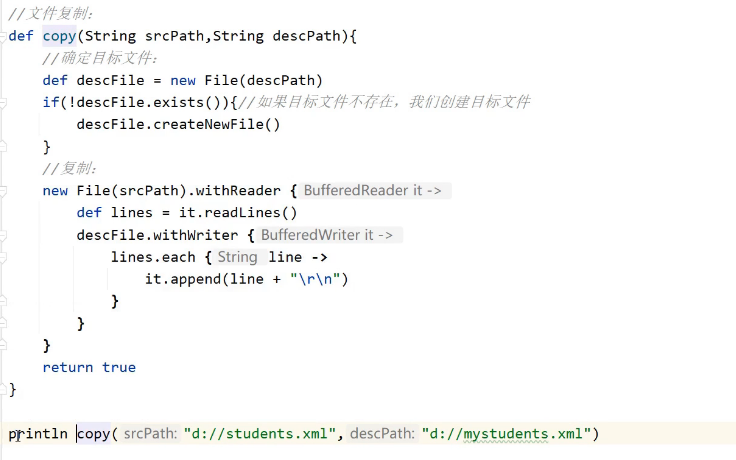 //文件复制：
def copy(String srcPath,String descPath){
//确定目标文件：
def descFile = new File(descPath)
if(!descFile.exists()){//如果目标文件不存在，我们创建目标文件
descFile.createNewFile()
}
//复制：
new File(srcPath).withReader { BufferedReader it ->
def lines = it.readLines()
descFile.withWriter { BufferedWriter it ->
lines.each { String line ->
it.append(line + "\r\n")
}
}
}
return true
}
println copy( srcPath: "d://students.xml", descPath: "d://mystudents.xml")